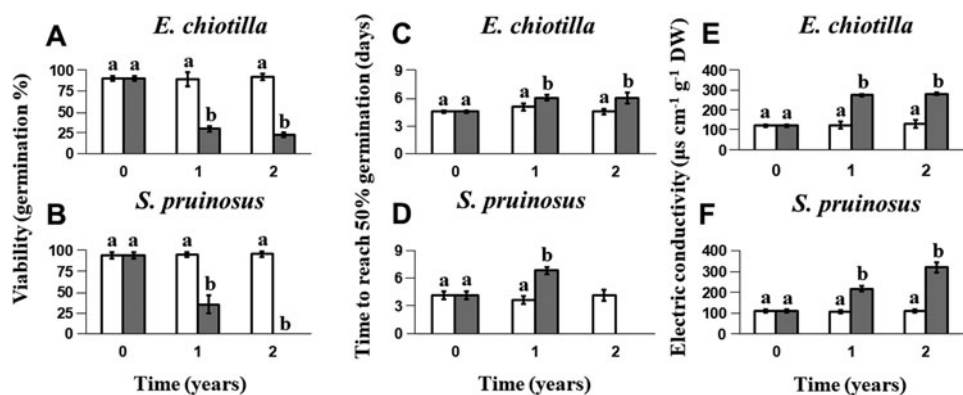 A
E. chiotilla
Viability (germination %)
100
75
50
25
0
a a
a
b
a
b
0 1 2
B
S. pruinosus
100
75
50
25
0
a a
a
b
a
b
0 1 2
Time (years)
C
E. chiotilla
Time to reach 50% germination (days)
9
6
3
0
a a
a
b
a
b
0 1 2
D
S. pruinosus
9
6
3
0
a a
a
b
a
0 1 2
Time (years)
E
E. chiotilla
Electric conductivity (µs cm⁻¹ g⁻¹ DW)
400
300
200
100
0
a a
a
b
a
b
0 1 2
F
S. pruinosus
400
300
200
100
0
a a
a
b
a
b
0 1 2
Time (years)